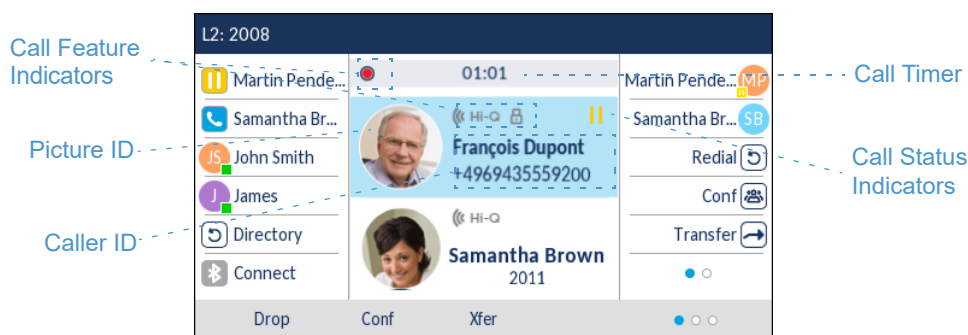 L2: 2008
Call Feature
Indicators
Picture ID
Caller ID
Martin Pende...
Samantha Br...
JS John Smith
J James
Directory
Connect
01:01
Hi-Q
François Dupont
+4969435559200
Hi-Q
Samantha Brown
2011
Martin Pende... MP
Samantha Br... SB
Redial
Conf
Transfer
Call Timer
Call Status
Indicators
Drop Conf Xfer